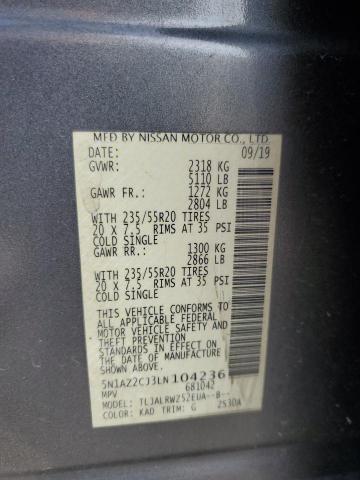 MFD BY NISSAN MOTOR CO., LTD.
DATE: 09/19
GVWR: 2318 KG
5110 LB
GAWR FR.: 1272 KG
2804 LB
WITH 235/55R20 TIRES
20 X 7.5 RIMS AT 35 PSI
COLD SINGLE
GAWR RR.: 1300 KG
2866 LB
WITH 235/55R20 TIRES
20 X 7.5 RIMS AT 35 PSI
COLD SINGLE
THIS VEHICLE CONFORMS TO
ALL APPLICABLE FEDERAL
MOTOR VEHICLE SAFETY AND
THEFT PREVENTION
STANDARDS IN EFFECT ON
THE DATE OF MANUFACTURE
SHOWN ABOVE.
5N1AZ2CJ3LN104236
MPV 681042
MODEL: TLJALRWZ52EUA--B--
COLOR: KAD TRIM: G 2530A